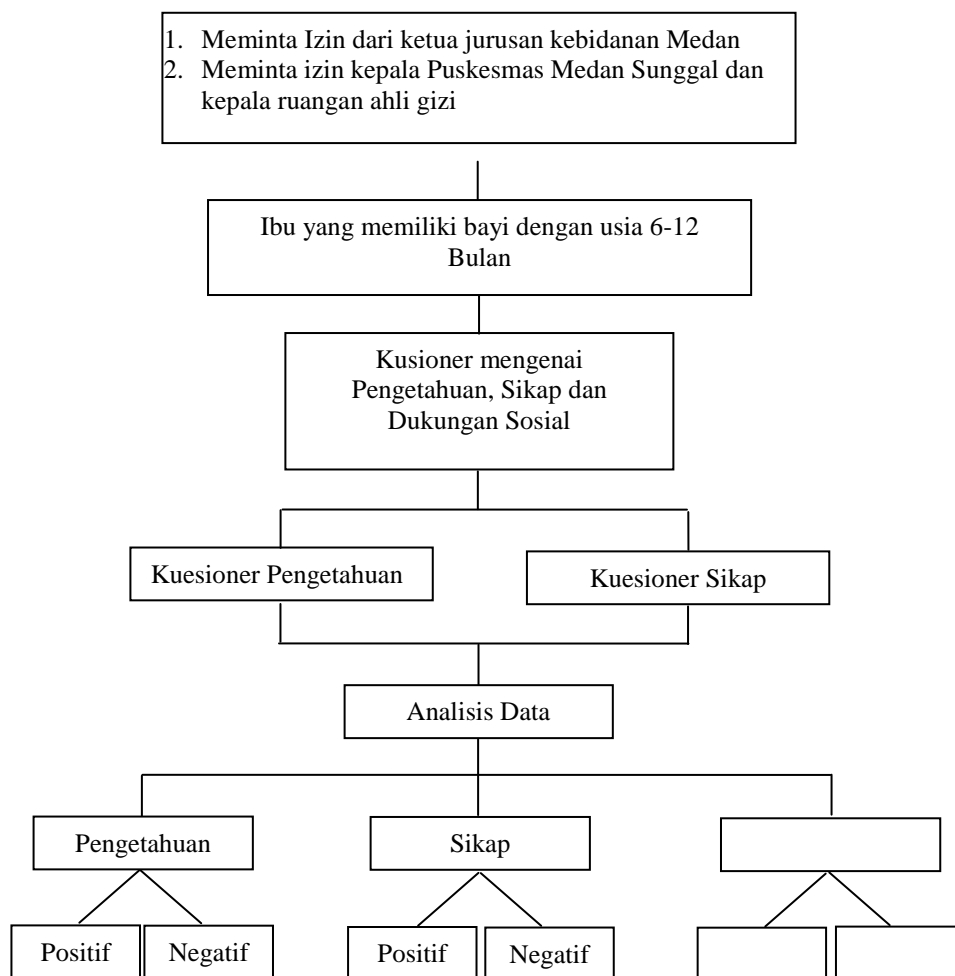 1. Meminta Izin dari ketua jurusan kebidanan Medan
2. Meminta izin kepala Puskesmas Medan Sunggal dan
kepala ruangan ahli gizi
Ibu yang memiliki bayi dengan usia 6-12
Bulan
Kusioner mengenai
Pengetahuan, Sikap dan
Dukungan Sosial
Kuesioner Pengetahuan
Kuesioner Sikap
Analisis Data
Pengetahuan
Sikap
Positif
Negatif
Positif
Negatif